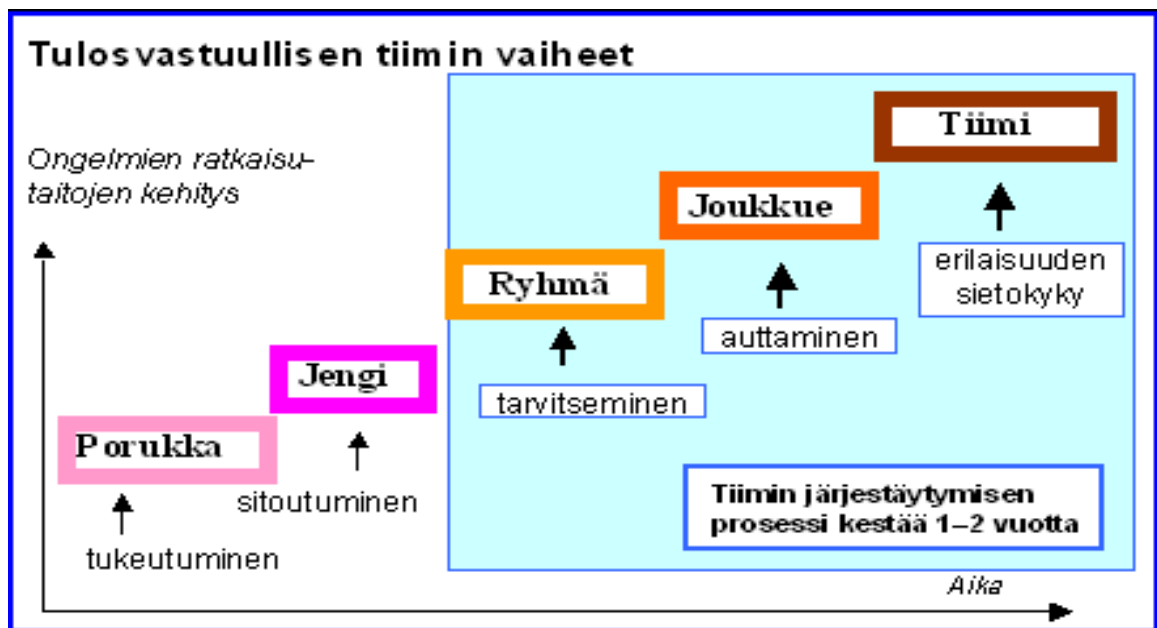 Tulosvastuullisen tiimin vaiheet
Ongelmien ratkaisu-
taitojen kehitys
Tiimi
erilaisuuden
sietokyky
Joukkue
auttaminen
Ryhmä
tarvitseminen
Jengi
sitoutuminen
Porukka
tukeutuminen
Tiimin järjestäytymisen
prosessi kestää 1–2 vuotta
Aika